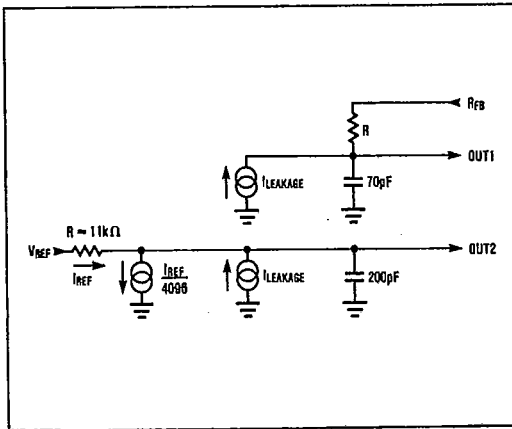 RFB
R
OUT1
ILEAKAGE
70pF
R ≈ 11kΩ
VREF
IREF
IREF
4096
ILEAKAGE
200pF
OUT2